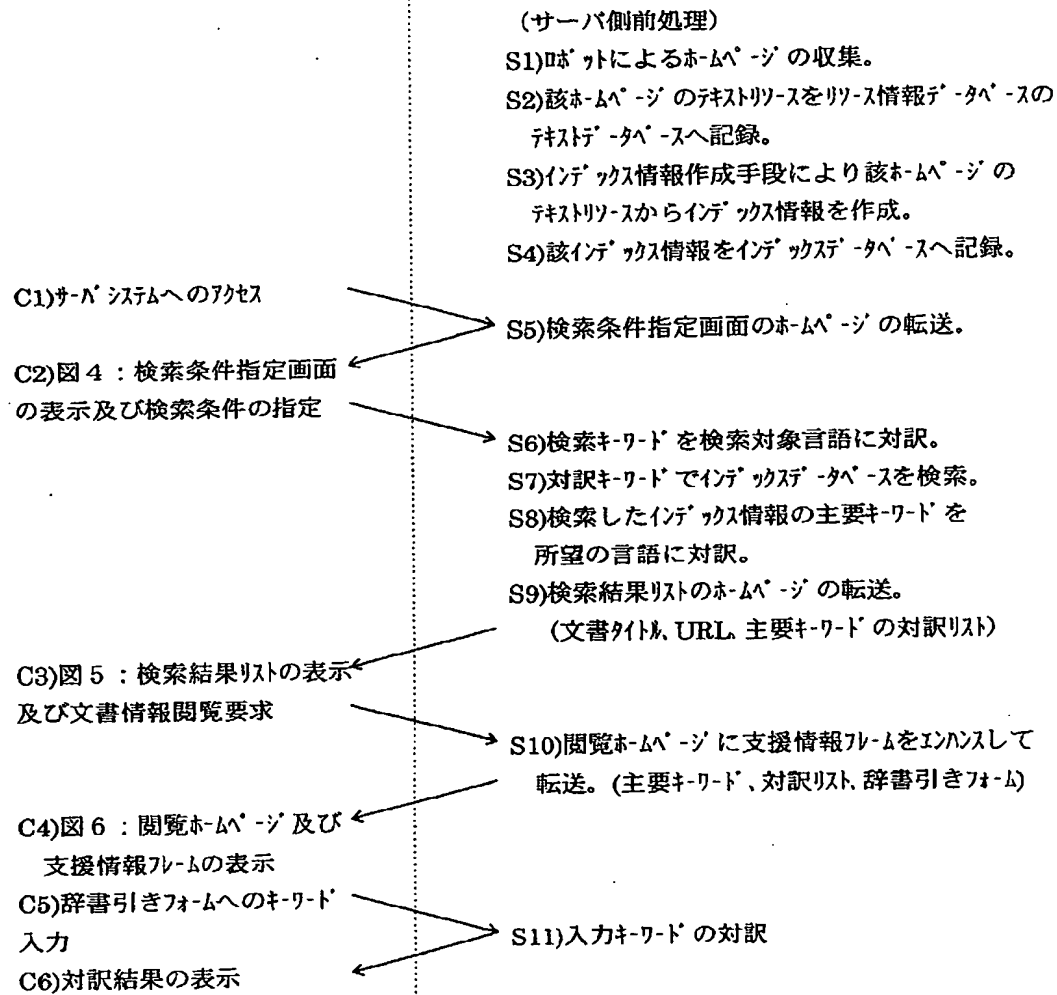 (サーバ側前処理)
S1)ﾛﾎﾞｯﾄによるﾎｰﾑﾍﾟｰｼﾞの収集。
S2)該ﾎｰﾑﾍﾟｰｼﾞのﾃｷｽﾄﾘｿｰｽをﾘｿｰｽ情報ﾃﾞｰﾀﾍﾞｰｽの
ﾃｷｽﾄﾃﾞｰﾀﾍﾞｰｽへ記録。
S3)ｲﾝﾃﾞｯｸｽ情報作成手段により該ﾎｰﾑﾍﾟｰｼﾞの
ﾃｷｽﾄﾘｿｰｽからｲﾝﾃﾞｯｸｽ情報を作成。
S4)該ｲﾝﾃﾞｯｸｽ情報をｲﾝﾃﾞｯｸｽﾃﾞｰﾀﾍﾞｰｽへ記録。
C1)ｻｰﾊﾞｼｽﾃﾑへのｱｸｾｽ
S5)検索条件指定画面のﾎｰﾑﾍﾟｰｼﾞの転送。
C2)図４：検索条件指定画面
の表示及び検索条件の指定
S6)検索ｷｰﾜｰﾄﾞを検索対象言語に対訳。
S7)対訳ｷｰﾜｰﾄﾞでｲﾝﾃﾞｯｸｽﾃﾞｰﾀﾍﾞｰｽを検索。
S8)検索したｲﾝﾃﾞｯｸｽ情報の主要ｷｰﾜｰﾄﾞを
所望の言語に対訳。
S9)検索結果ﾘｽﾄのﾎｰﾑﾍﾟｰｼﾞの転送。
(文書ﾀｲﾄﾙ、URL、主要ｷｰﾜｰﾄﾞの対訳ﾘｽﾄ)
C3)図５：検索結果ﾘｽﾄの表示
及び文書情報閲覧要求
S10)閲覧ﾎｰﾑﾍﾟｰｼﾞに支援情報ﾌﾚｰﾑをｴﾝﾊﾝｽして
転送。(主要ｷｰﾜｰﾄﾞ、対訳ﾘｽﾄ、辞書引きﾌｫｰﾑ)
C4)図６：閲覧ﾎｰﾑﾍﾟｰｼﾞ及び
支援情報ﾌﾚｰﾑの表示
C5)辞書引きﾌｫｰﾑへのｷｰﾜｰﾄﾞ
入力
S11)入力ｷｰﾜｰﾄﾞの対訳
C6)対訳結果の表示